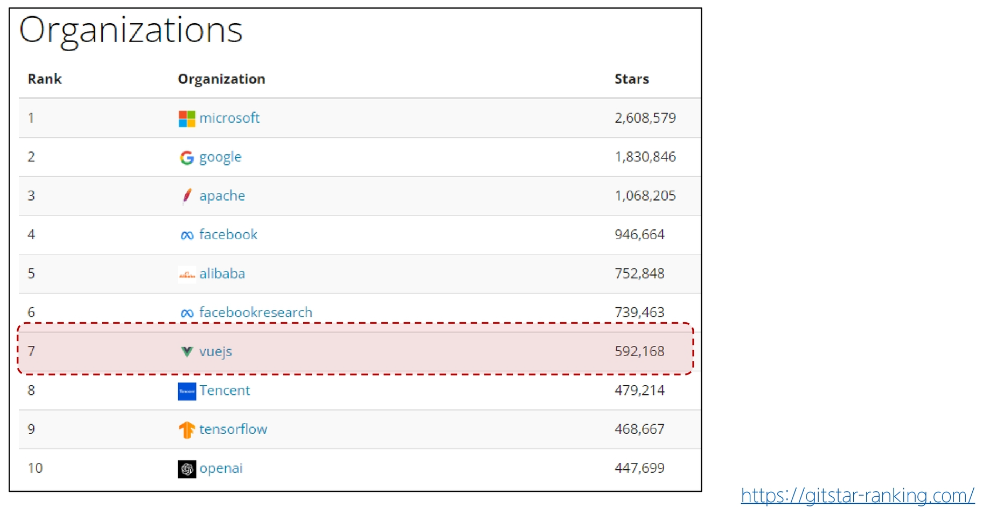 Organizations
Rank Organization Stars
1 microsoft 2,608,579
2 google 1,830,846
3 apache 1,068,205
4 facebook 946,664
5 alibaba 752,848
6 facebookresearch 739,463
7 vuejs 592,168
8 Tencent 479,214
9 tensorflow 468,667
10 openai 447,699
https://gitstar-ranking.com/